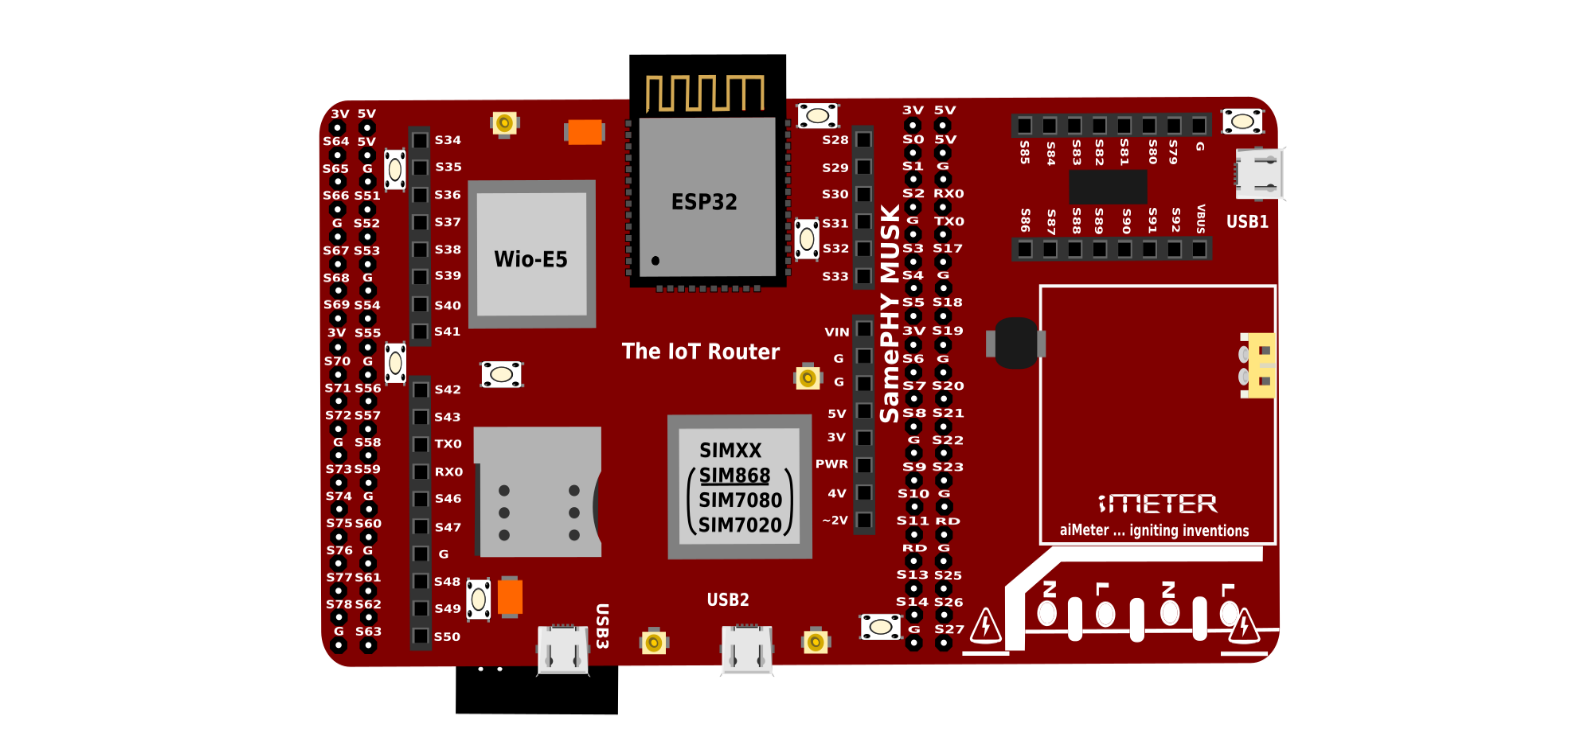 3V 5V
S64 5V
S65 G
S66 S51
G S52
S67 S53
S68 G
S69 S54
3V S55
S70 G
S71 S56
S72 S57
G S58
S73 S59
S74 G
S75 S60
S76 G
S77 S61
S78 S62
G S63
S34
S35
S36
S37
S38
S39
S40
S41
S42
S43
TX0
RX0
S46
S47
G
S48
S49
S50
Wio-E5
ESP32
The IoT Router
SIMXX
SIM868
SIM7080
SIM7020
USB3
USB2
S28
S29
S30
S31
S32
S33
VIN
G
G
5V
3V
PWR
4V
~2V
SamePHY MUSK
3V 5V
S0 5V
S1 G
S2 RX0
G TX0
S3 S17
S4 G
S5 S18
3V S19
S6 G
S7 S20
S8 S21
G S22
S9 S23
S10 G
S11 RD
RD G
S13 S25
S14 S26
G S27
S85 S84 S83 S82 S81 S80 S79 G
S86 S87 S88 S89 S90 S91 S92 VBUS
USB1
iMETER
aiMeter ... igniting inventions
N L N L